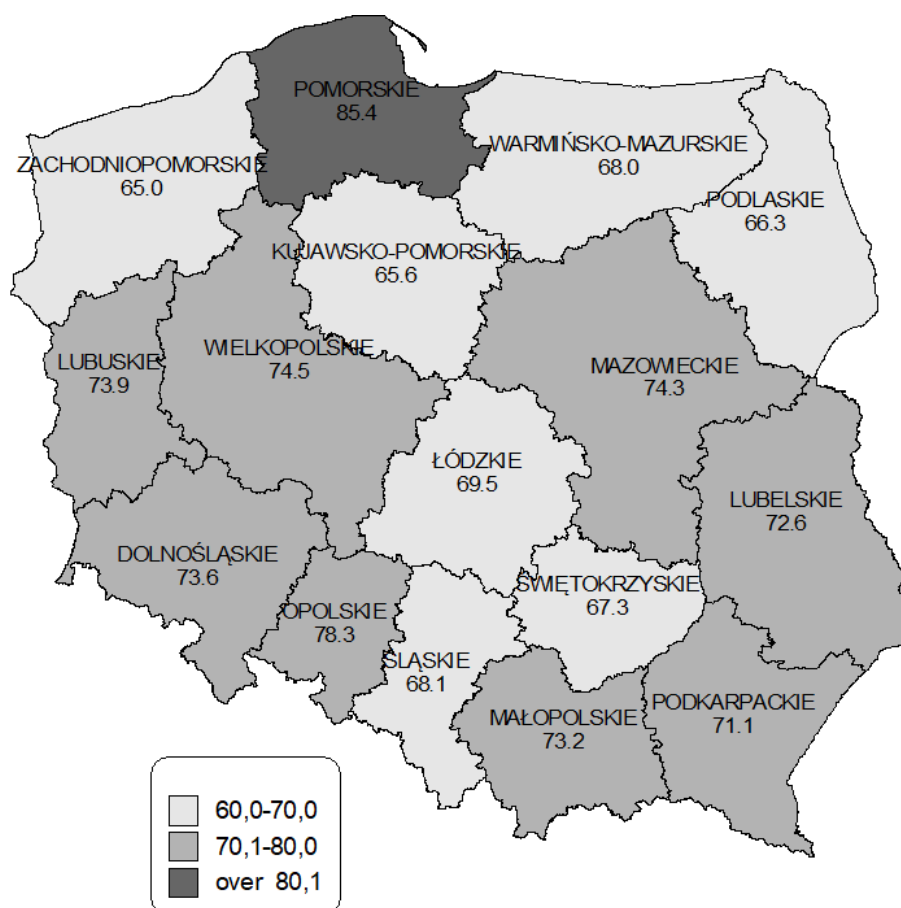 POMORSKIE
85.4
WARMIŃSKO-MAZURSKIE
68.0
ZACHODNIOPOMORSKIE
65.0
PODLASKIE
66.3
KUJAWSKO-POMORSKIE
65.6
WIELKOPOLSKIE
74.5
LUBUSKIE
73.9
MAZOWIECKIE
74.3
ŁÓDZKIE
69.5
LUBELSKIE
72.6
DOLNOŚLĄSKIE
73.6
ŚWIĘTOKRZYSKIE
67.3
OPOLSKIE
78.3
ŚLĄSKIE
68.1
PODKARPACKIE
71.1
MAŁOPOLSKIE
73.2
60,0-70,0
70,1-80,0
over 80,1